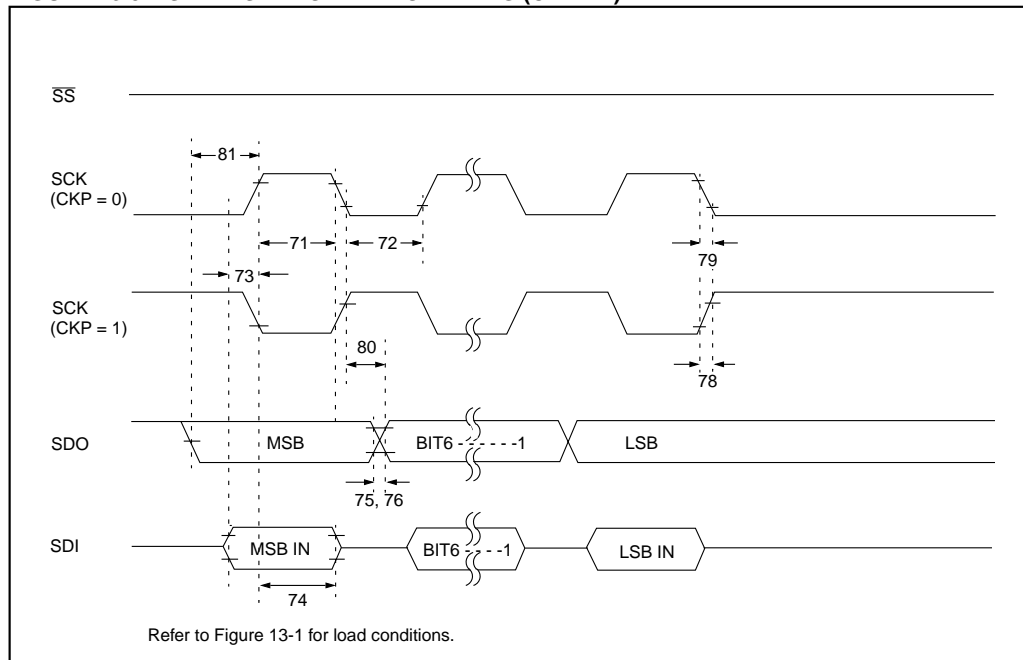 SS
81
SCK
(CKP = 0)
71
72
79
73
SCK
(CKP = 1)
80
78
SDO
MSB
BIT6 - - - - - -1
LSB
75, 76
SDI
MSB IN
BIT6 - - - -1
LSB IN
74
Refer to Figure 13-1 for load conditions.